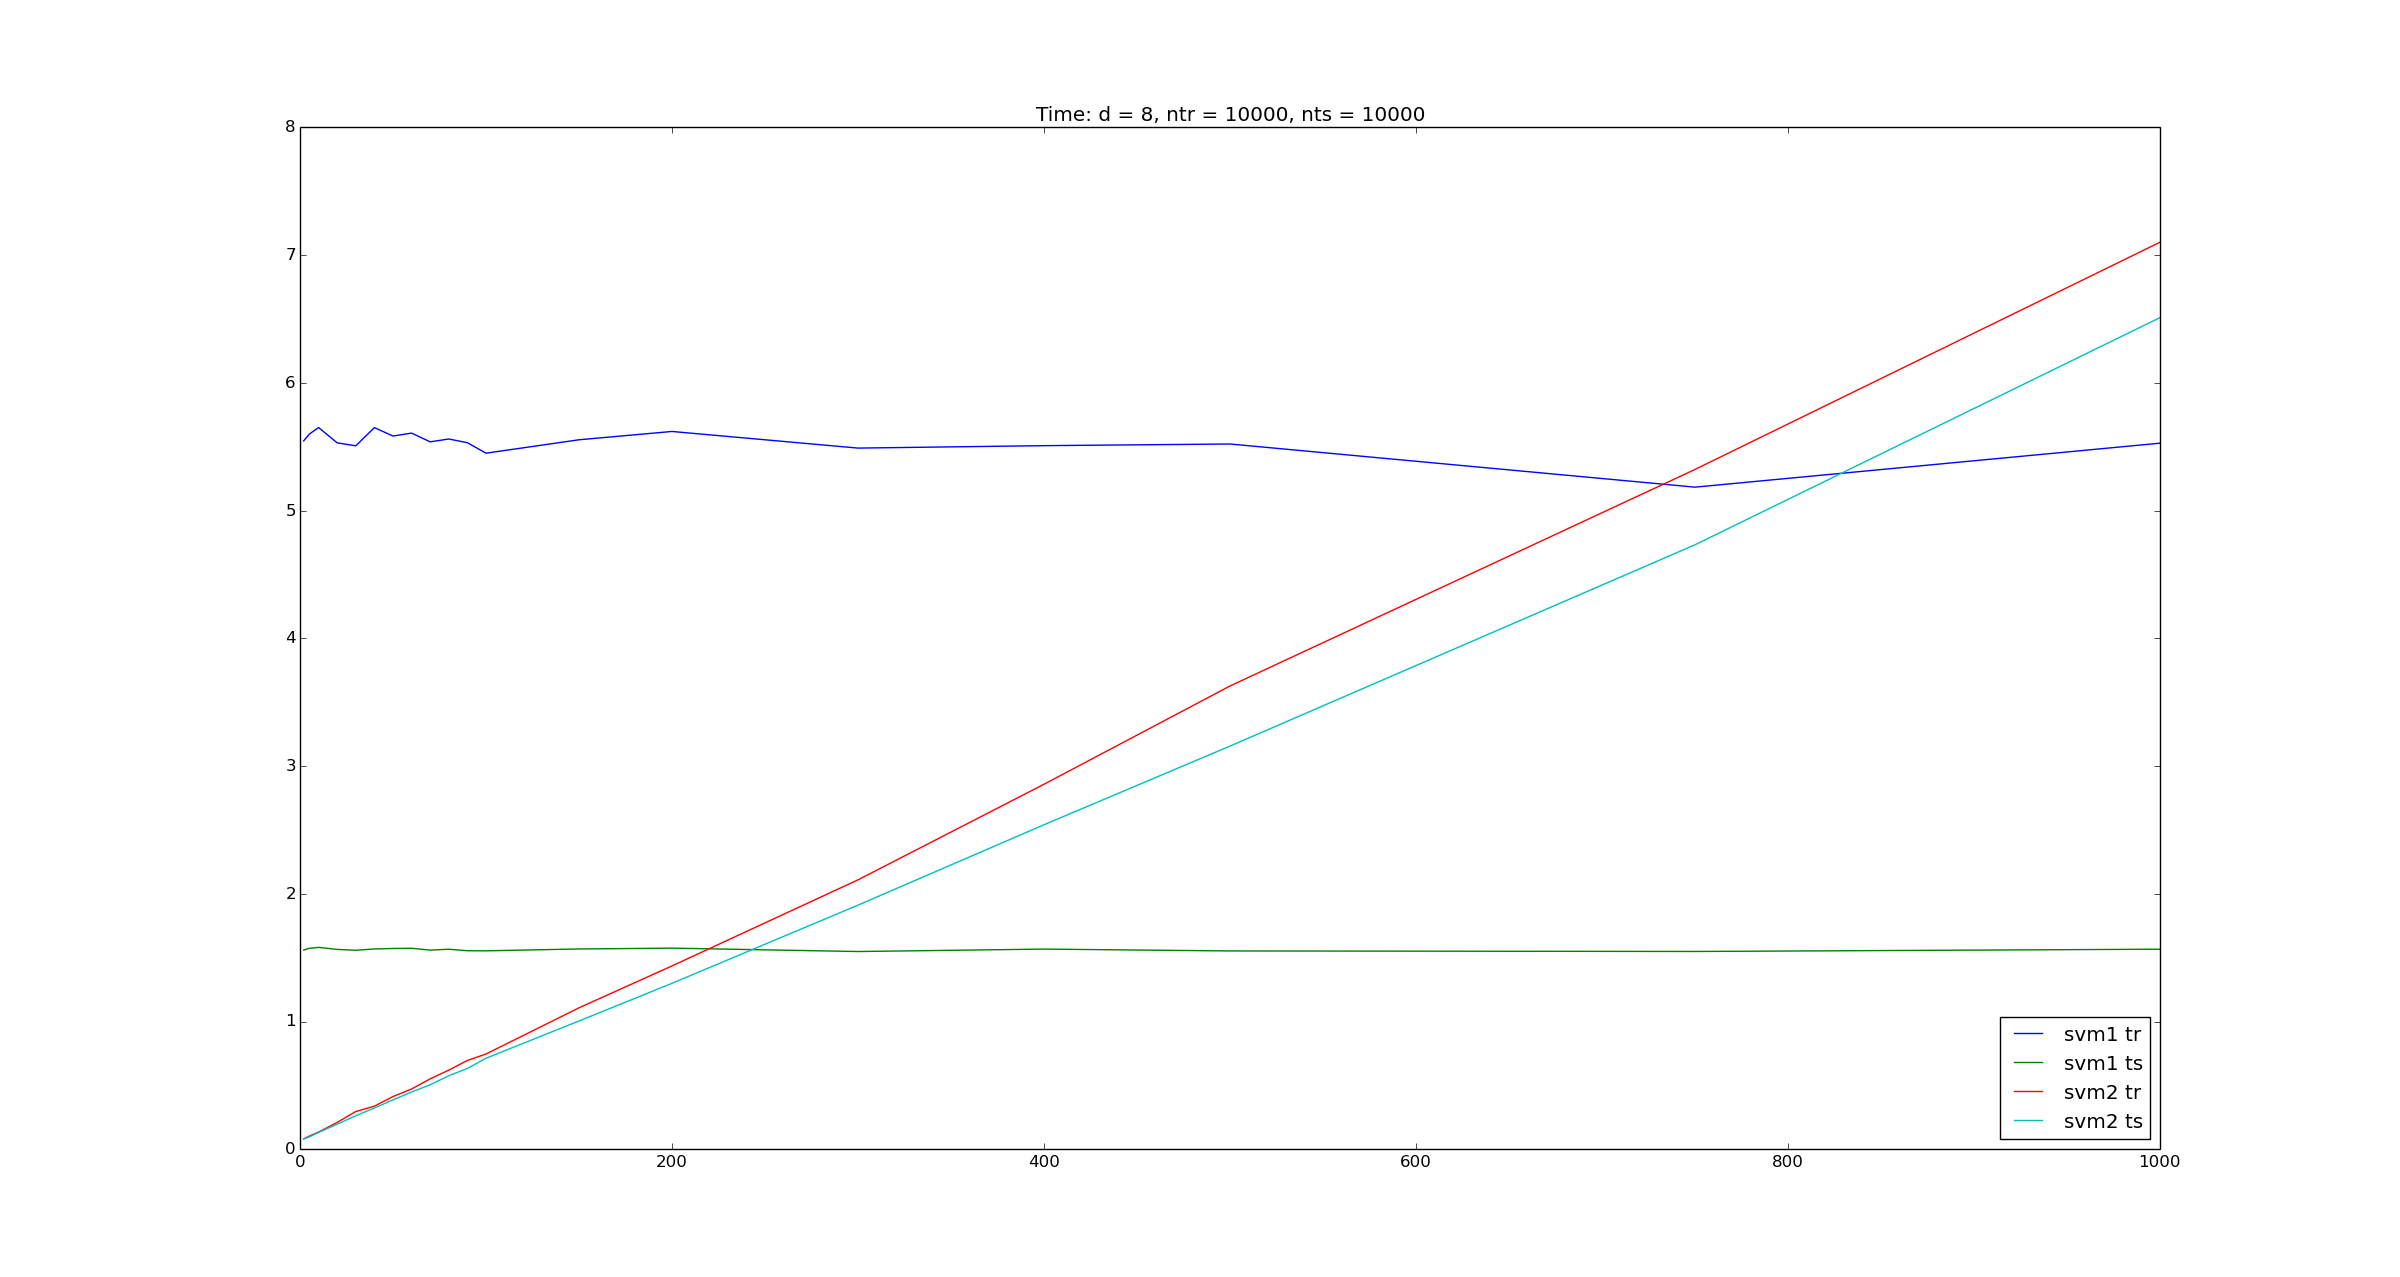 Time: d = 8, ntr = 10000, nts = 10000
8
7
6
5
4
3
2
1
0
0 200 400 600 800 1000
svm1 tr
svm1 ts
svm2 tr
svm2 ts